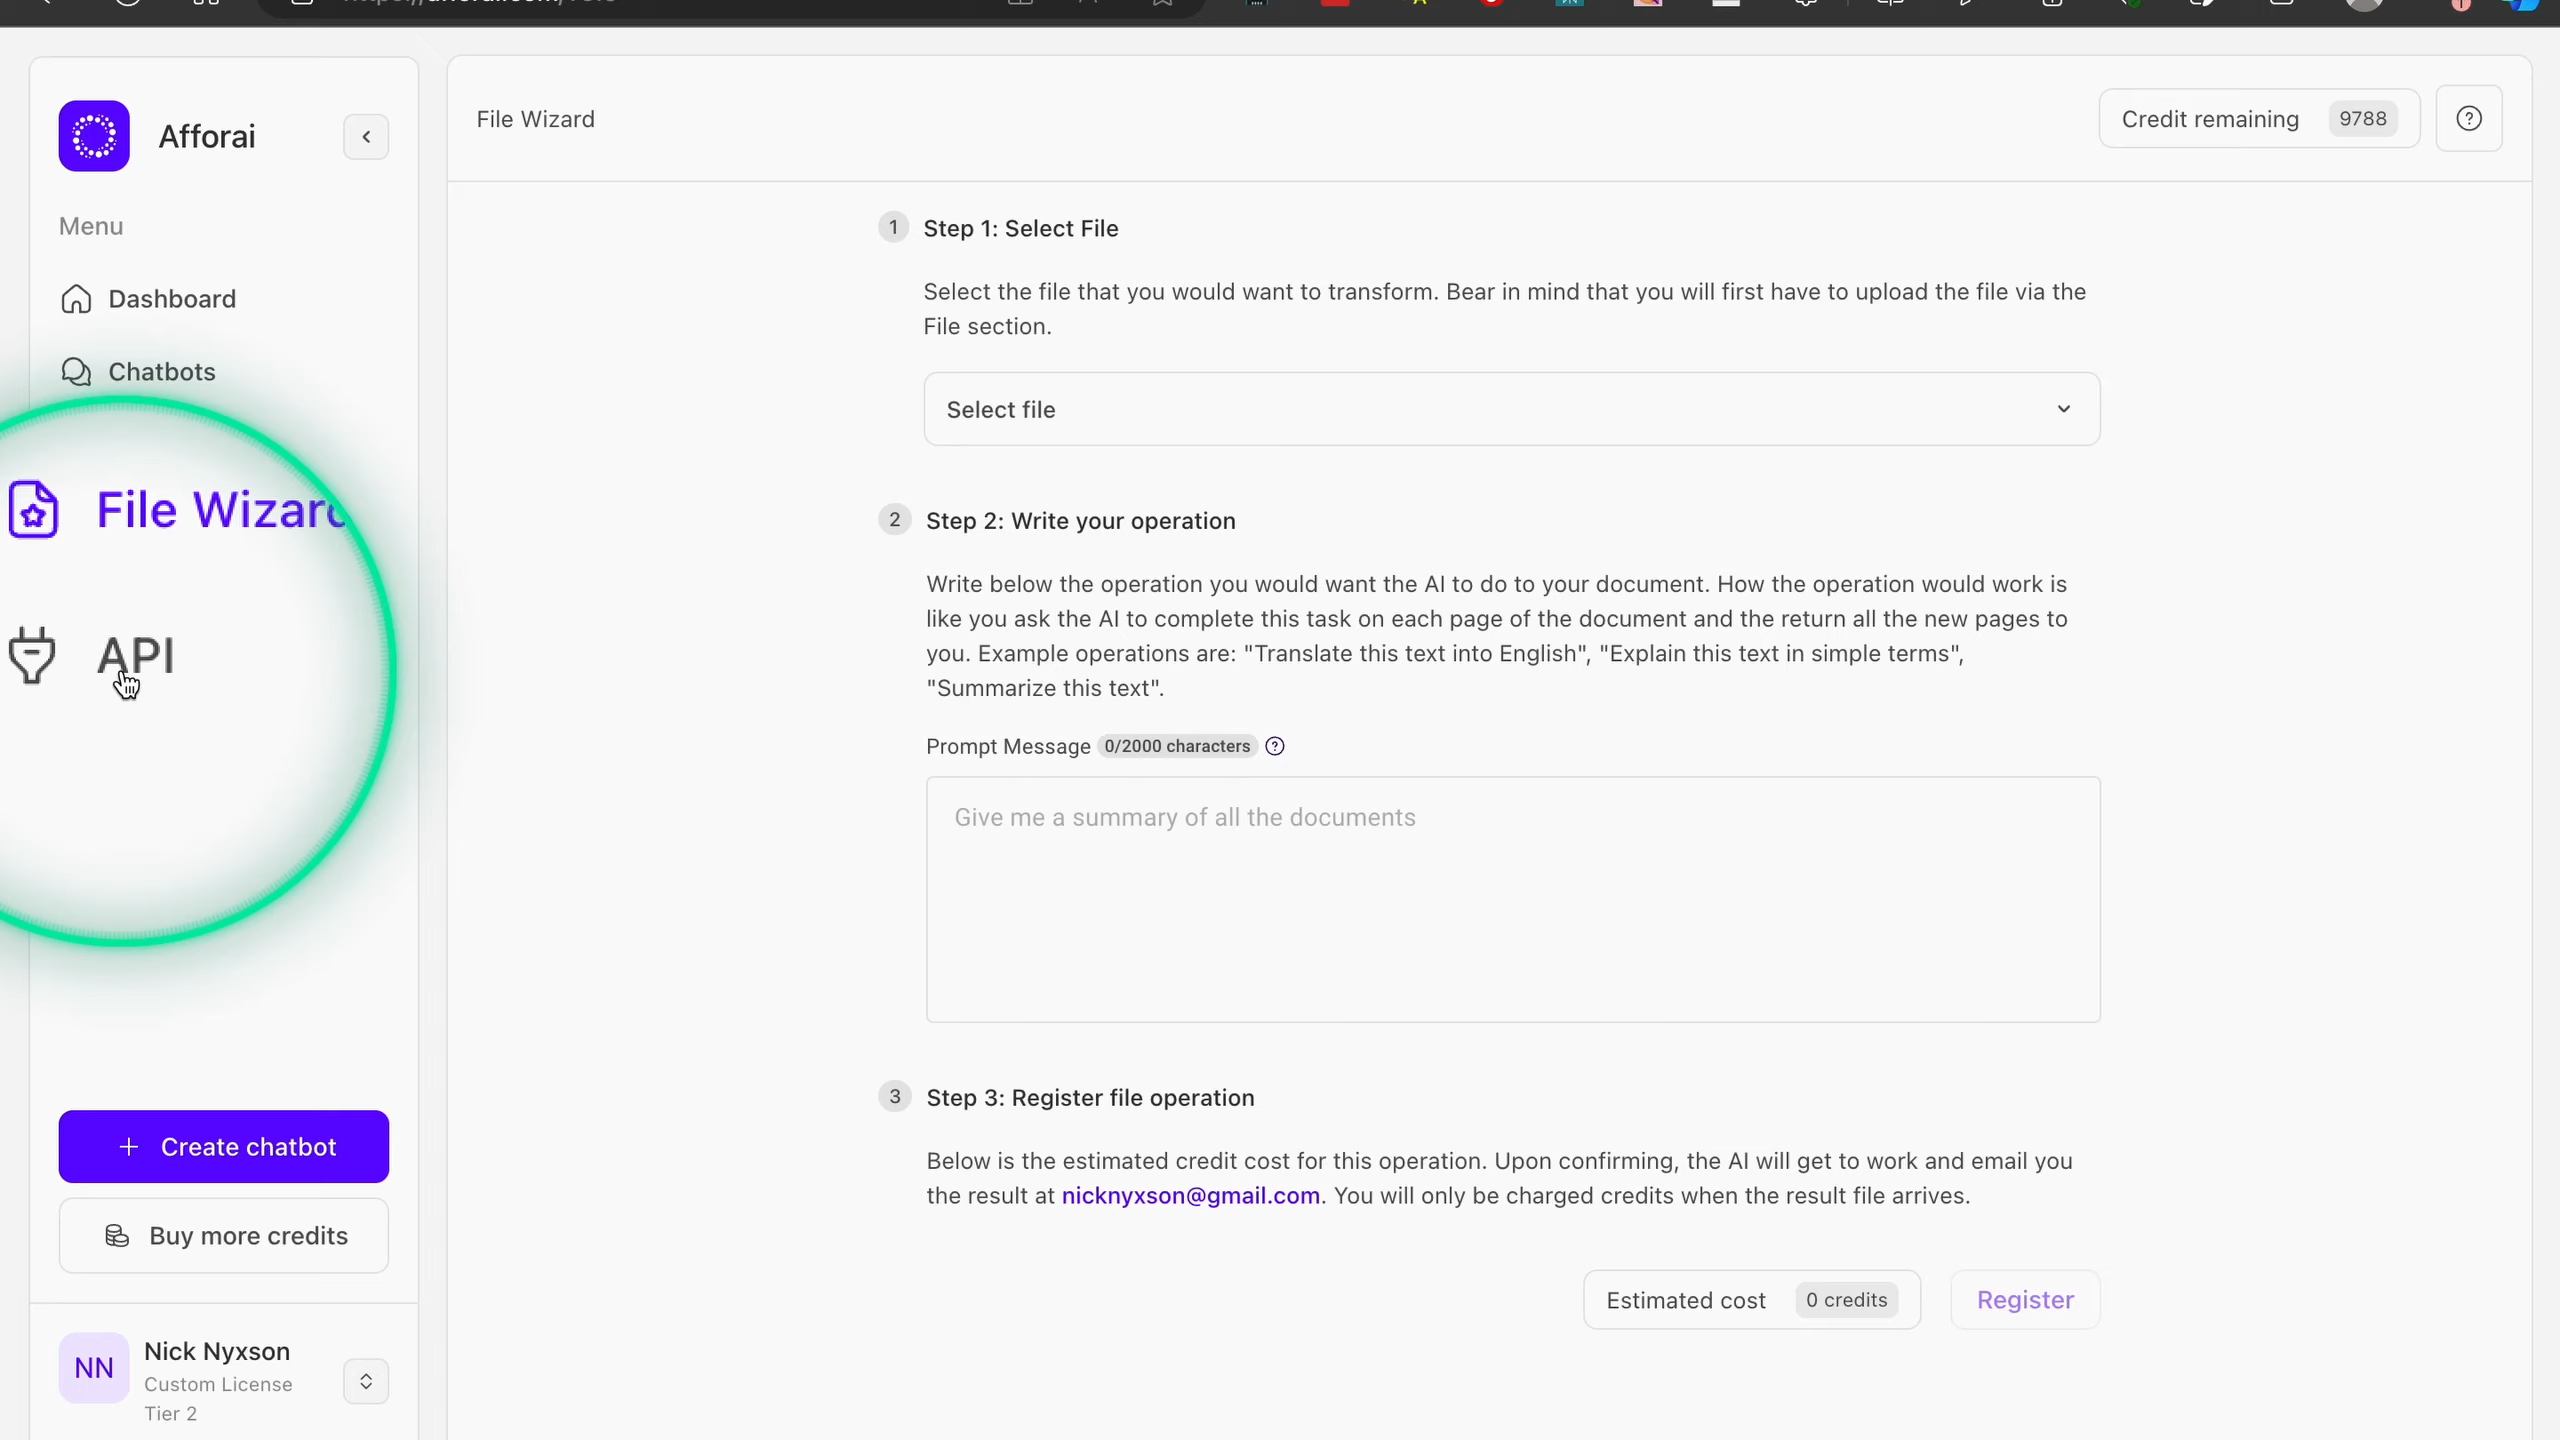 Afforai
Menu
Dashboard
Chatbots
File Wizard
API
Create chatbot
Buy more credits
NN
Nick Nyxson
Custom License
Tier 2
File Wizard
Credit remaining 9788
1 Step 1: Select File
Select the file that you would want to transform. Bear in mind that you will first have to upload the file via the
File section.
Select file
2 Step 2: Write your operation
Write below the operation you would want the AI to do to your document. How the operation would work is
like you ask the AI to complete this task on each page of the document and the return all the new pages to
you. Example operations are: "Translate this text into English", "Explain this text in simple terms",
"Summarize this text".
Prompt Message 0/2000 characters
Give me a summary of all the documents
3 Step 3: Register file operation
Below is the estimated credit cost for this operation. Upon confirming, the AI will get to work and email you
the result at nicknyxson@gmail.com. You will only be charged credits when the result file arrives.
Estimated cost 0 credits
Register